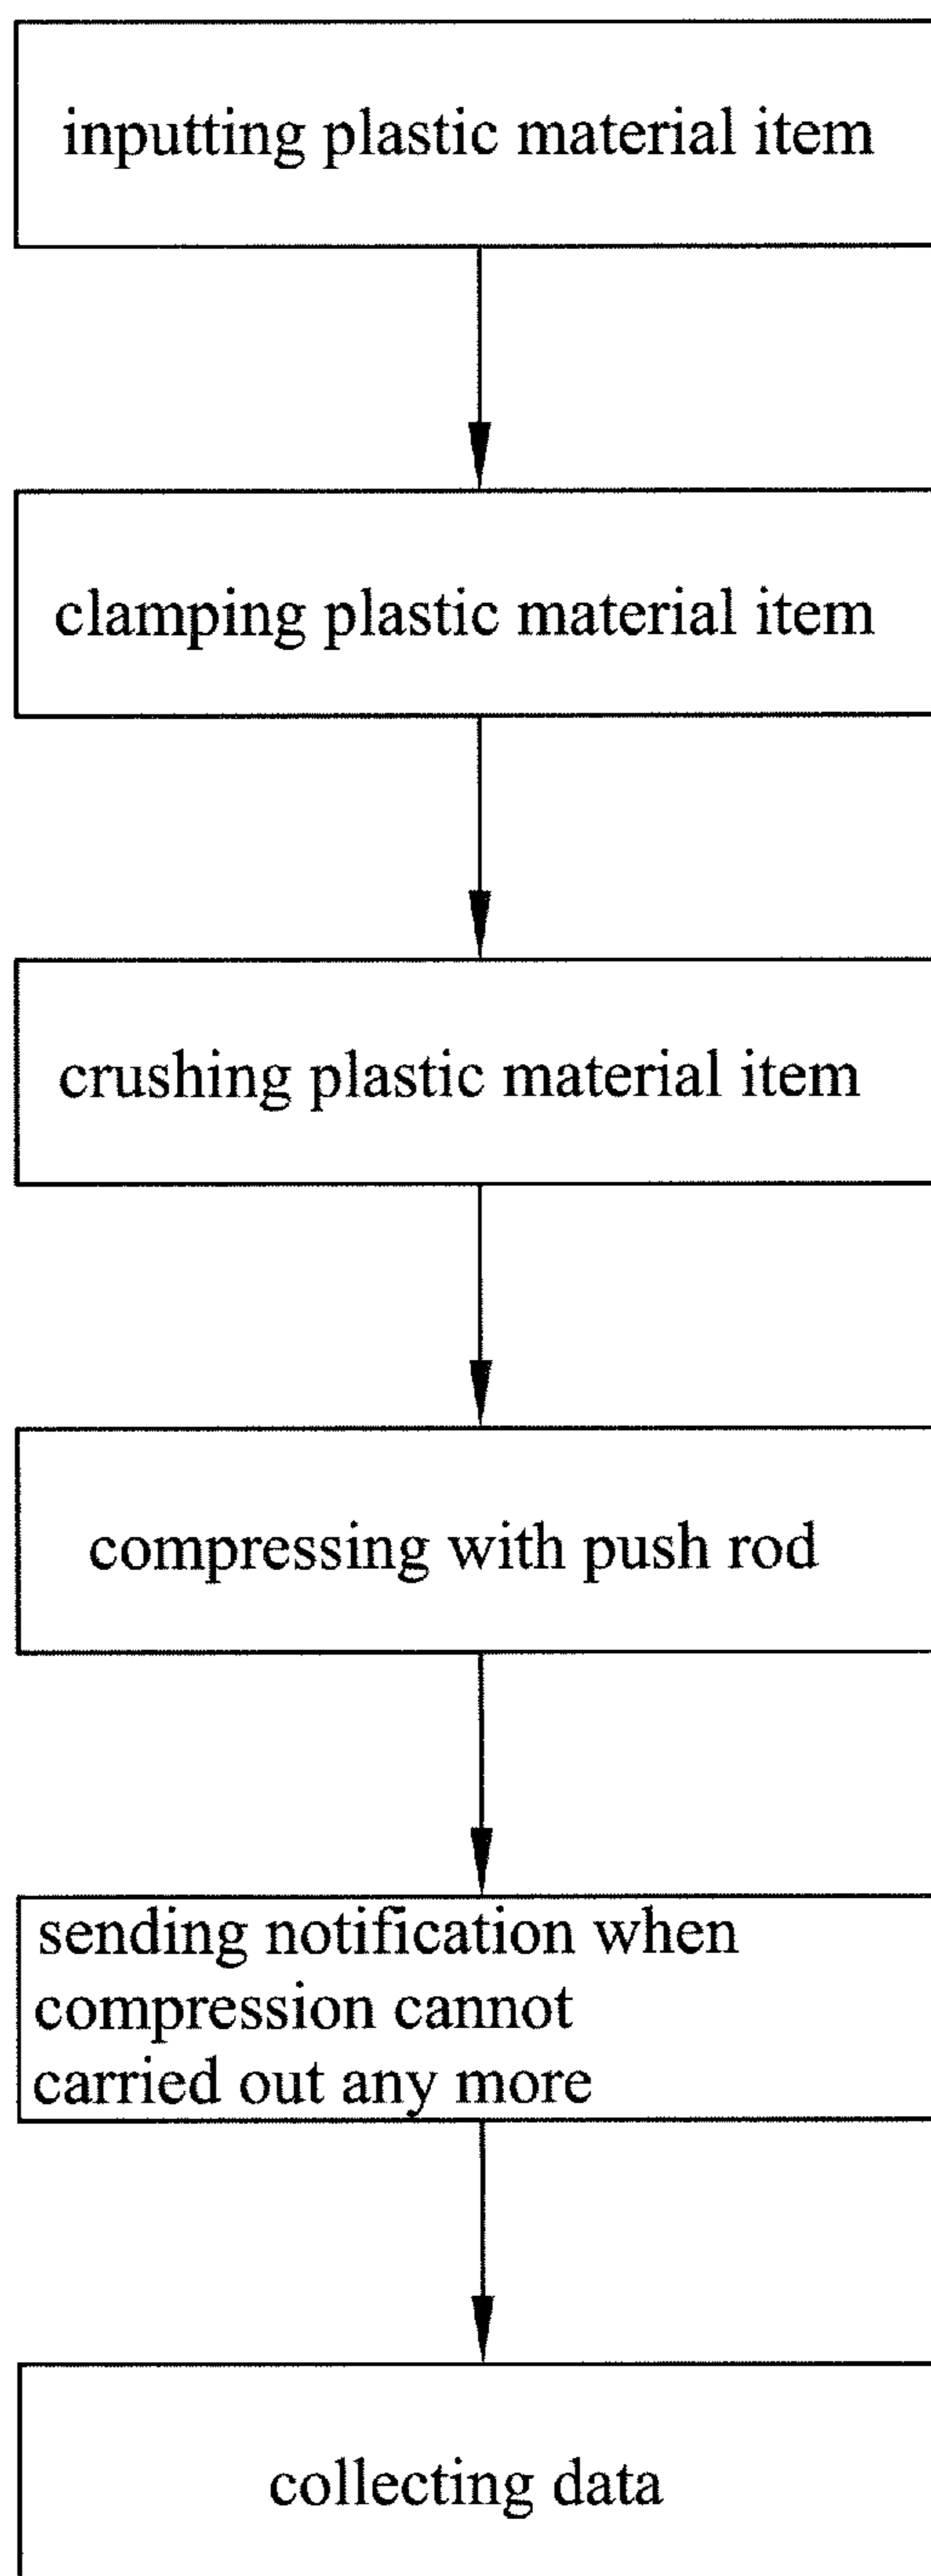 inputting plastic material item
clamping plastic material item
crushing plastic material item
compressing with push rod
sending notification when
compression cannot
carried out any more
collecting data